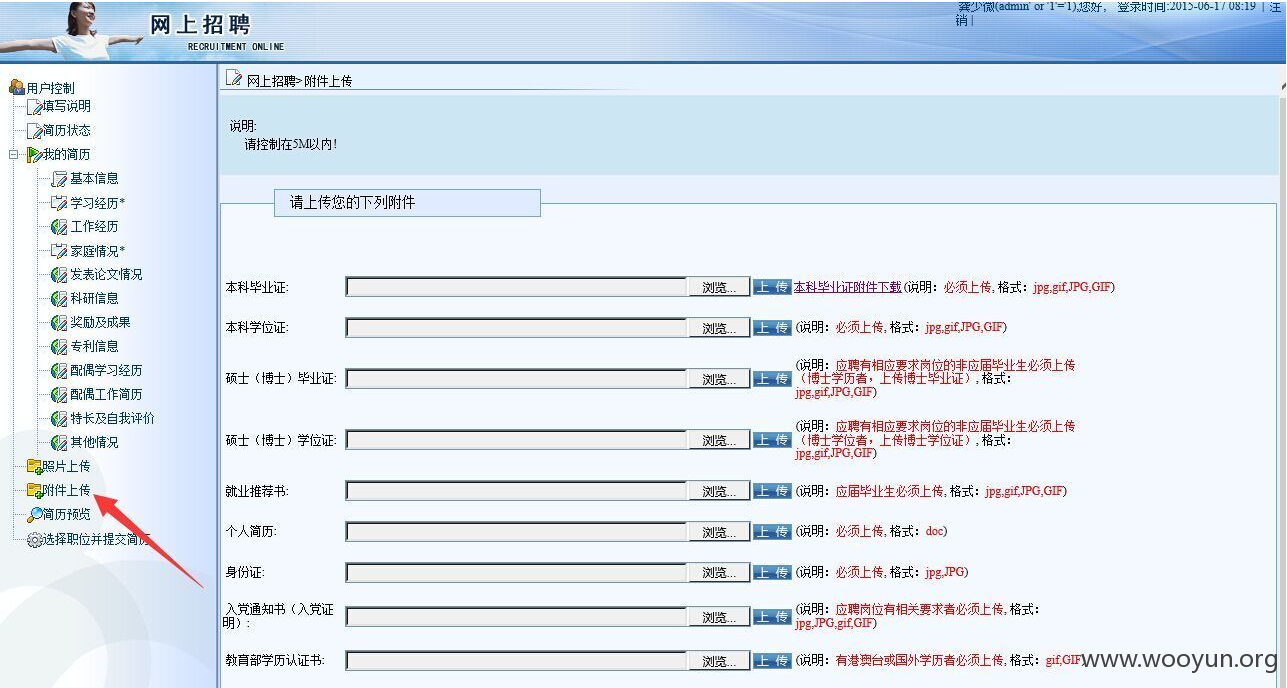 网上招聘
RECRUITMENT ONLINE
龚少微(admin' or '1'='1),您好， 登录时间:2015-06-17 08:19 | 注
销 |
用户控制
填写说明
简历状态
我的简历
基本信息
学习经历*
工作经历
家庭情况*
发表论文情况
科研信息
奖励及成果
专利信息
配偶学习经历
配偶工作简历
特长及自我评价
其他情况
照片上传
附件上传
简历预览
选择职位并提交简历
网上招聘>附件上传
说明:
请控制在5M以内!
请上传您的下列附件
本科毕业证: 浏览... 上 传 本科毕业证附件下载(说明：必须上传, 格式：jpg,gif,JPG,GIF)
本科学位证: 浏览... 上 传 (说明：必须上传, 格式：jpg,gif,JPG,GIF)
硕士（博士）毕业证: 浏览... 上 传 (说明：应聘有相应要求岗位的非应届毕业生必须上传
（博士学历者，上传博士毕业证）, 格式：
jpg,gif,JPG,GIF)
硕士（博士）学位证: 浏览... 上 传 (说明：应聘有相应要求岗位的非应届毕业生必须上传
（博士学位者，上传博士学位证）, 格式：
jpg,gif,JPG,GIF)
就业推荐书: 浏览... 上 传 (说明：应届毕业生必须上传, 格式：jpg,gif,JPG,GIF)
个人简历: 浏览... 上 传 (说明：必须上传, 格式：doc)
身份证: 浏览... 上 传 (说明：必须上传, 格式：jpg,JPG)
入党通知书（入党证
明）: 浏览... 上 传 (说明：应聘岗位有相关要求者必须上传, 格式：
jpg,JPG,gif,GIF)
教育部学历认证书: 浏览... 上 传 (说明：有港澳台或国外学历者必须上传, 格式：gif,GIF
www.wooyun.org